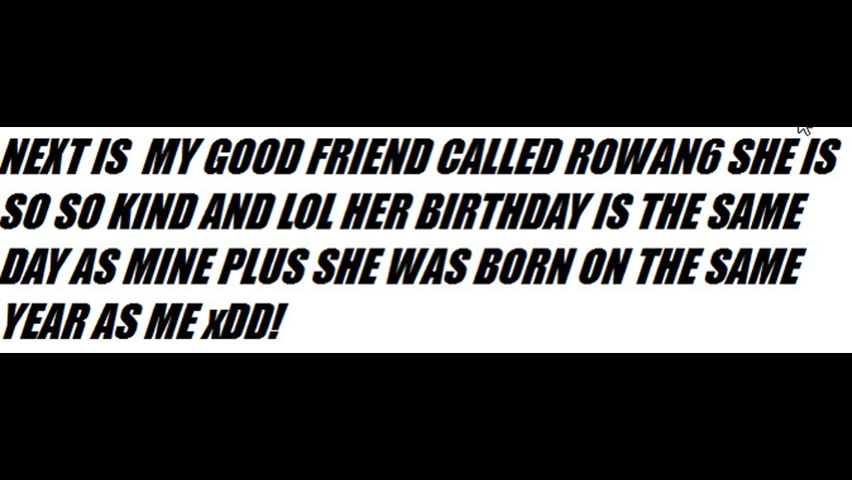 NEXT IS  MY GOOD FRIEND CALLED ROWAN6 SHE IS
SO SO KIND AND LOL HER BIRTHDAY IS THE SAME
DAY AS MINE PLUS SHE WAS BORN ON THE SAME
YEAR AS ME xDD!